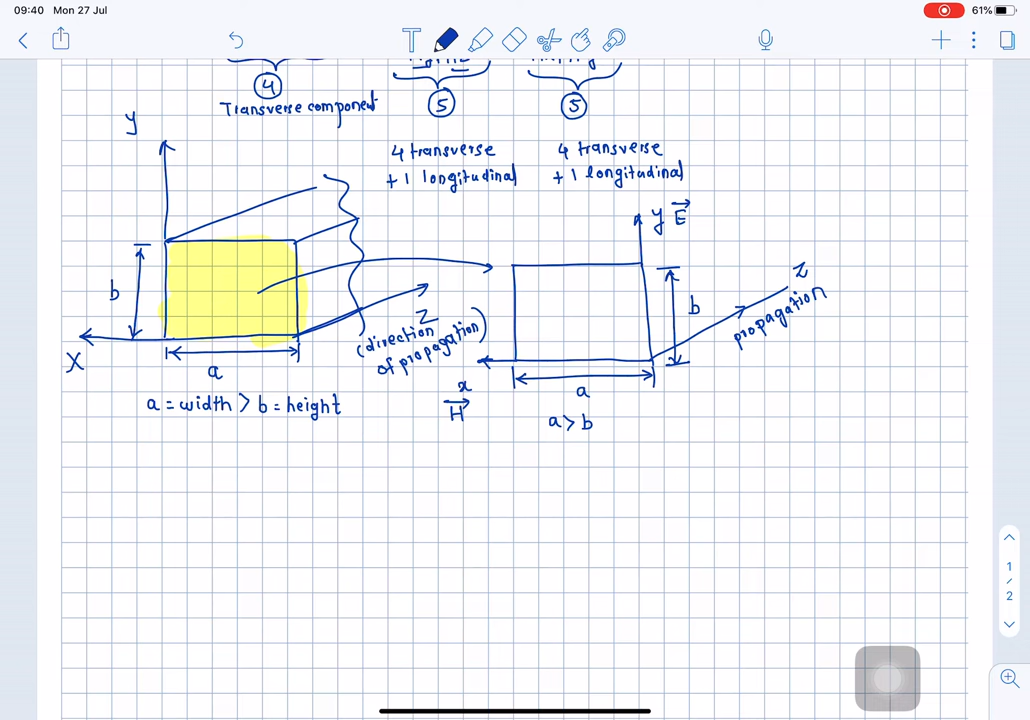 09:40 Mon 27 Jul
61%
T
4
5
5
Transverse component
4 transverse
+ 1 longitudinal
4 transverse
+ 1 longitudinal
y
b
X
a
Z
(direction
of propagation)
a = width > b = height
y E
b
Z
propagation
x
H
a
a > b
1
/
2